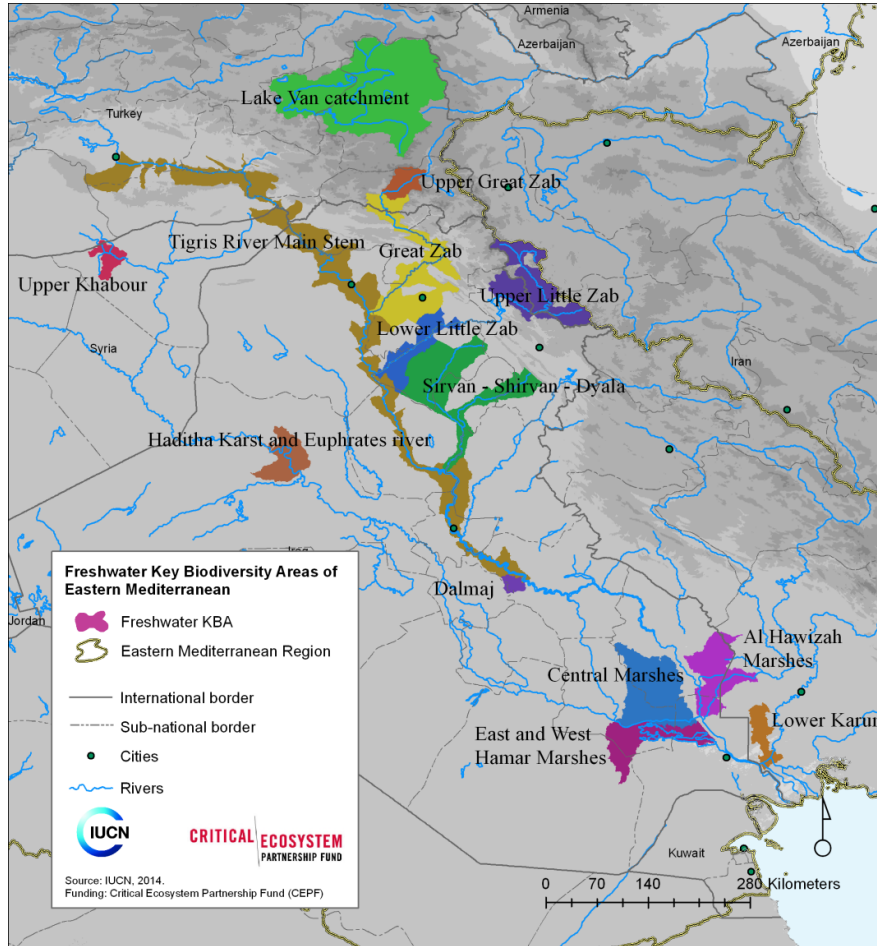 Armenia
Azerbaijan
Azerbaijan
Lake Van catchment
Turkey
Upper Great Zab
Tigris River Main Stem
Great Zab
Upper Khabour
Upper Little Zab
Lower Little Zab
Syria
Iran
Sirvan - Shirvan - Dyala
Haditha Karst and Euphrates river
Iraq
Freshwater Key Biodiversity Areas of
Eastern Mediterranean
Dalmaj
Jordan
Freshwater KBA
Eastern Mediterranean Region
Al Hawizah
Marshes
Central Marshes
International border
Sub-national border
Lower Karun
East and West
Hamar Marshes
Cities
Rivers
IUCN
CRITICAL ECOSYSTEM
PARTNERSHIP FUND
Kuwait
Source: IUCN, 2014.
Funding: Critical Ecosystem Partnership Fund (CEPF)
0 70 140 280 Kilometers